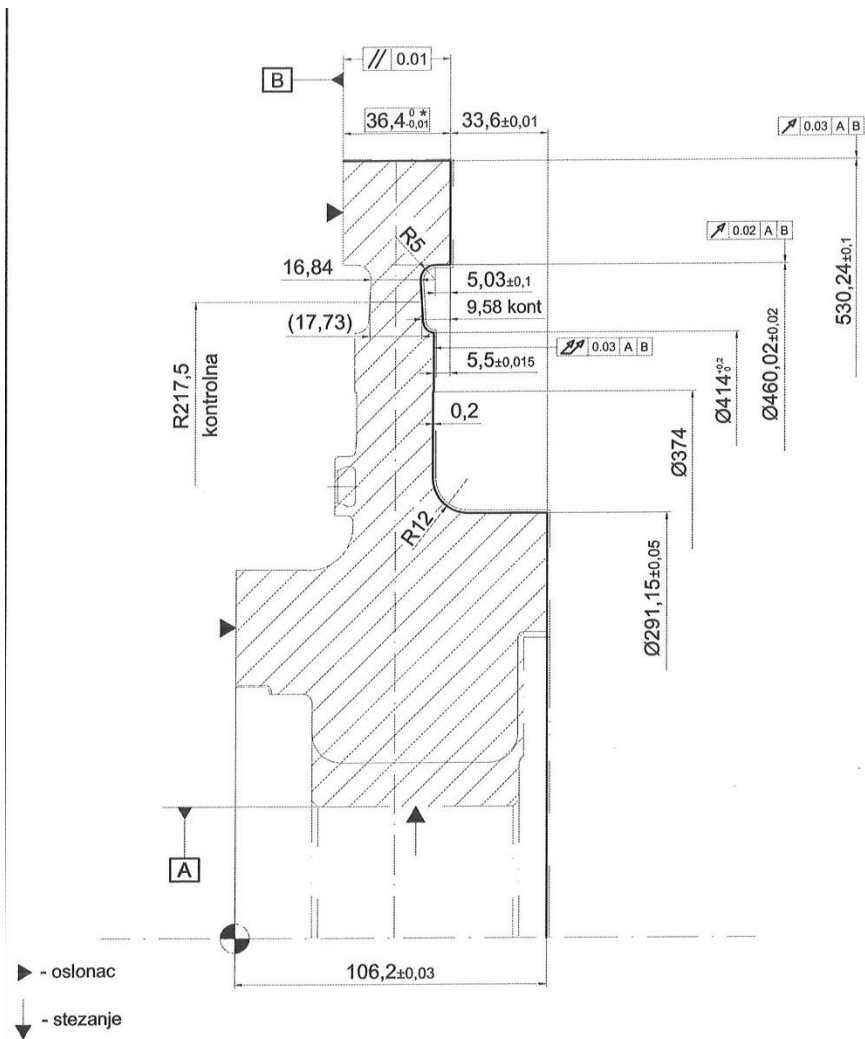 // 0.01
B
36,4 0 * -0,01
33,6±0,01
↗ 0.03 A B
↗ 0.02 A B
R5
16,84
5,03±0,1
9,58 kont
(17,73)
0.03 A B
5,5±0,015
R217,5
kontrolna
0,2
530,24±0,1
Ø460,02±0,02
Ø414 +0,2 0
Ø374
R12
Ø291,15±0,05
A
106,2±0,03
- oslonac
- stezanje